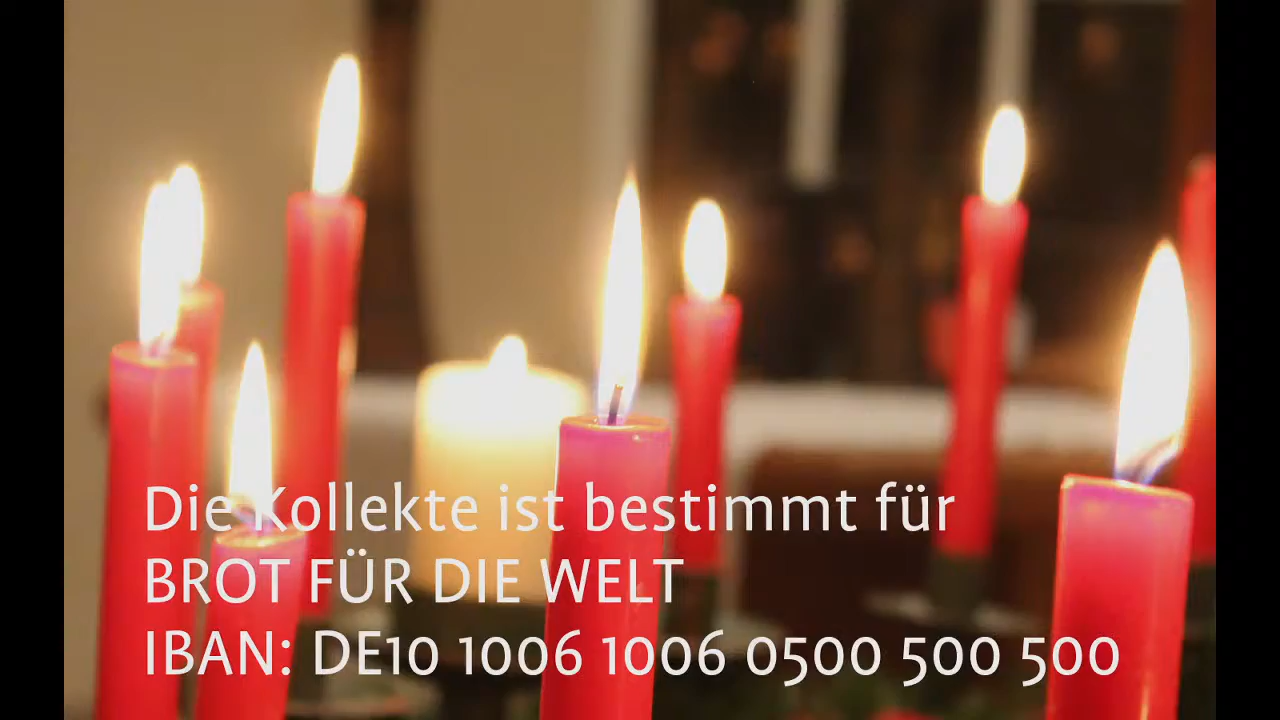 Die Kollekte ist bestimmt für
BROT FÜR DIE WELT
IBAN: DE10 1006 1006 0500 500 500